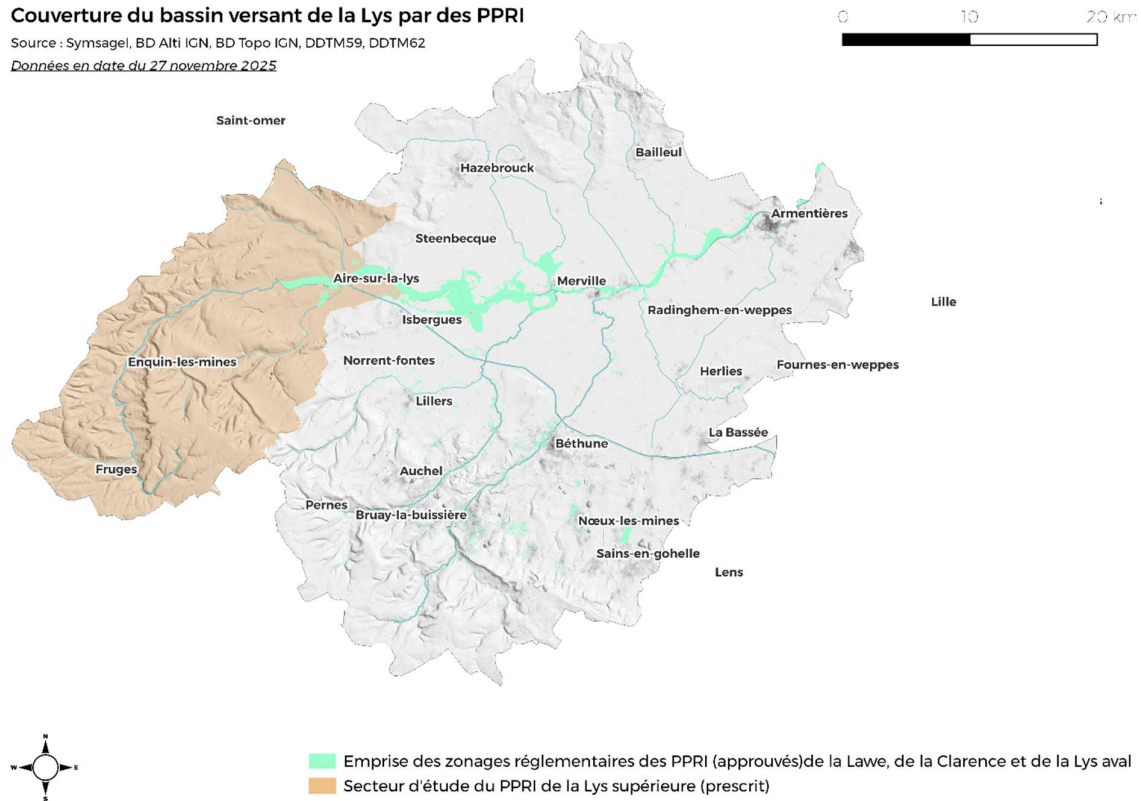 Couverture du bassin versant de la Lys par des PPRI
Source : Symsagel, BD Alti IGN, BD Topo IGN, DDTM59, DDTM62
Données en date du 27 novembre 2025
0 10 20 km
Saint-omer
Bailleul
Hazebrouck
Armentières
Steenbecque
Aire-sur-la-lys
Merville
Lille
Radinghem-en-weppes
Isbergues
Enquin-les-mines
Norrent-fontes
Fournes-en-weppes
Herlies
Lillers
La Bassée
Béthune
Fruges
Auchel
Pernes
Bruay-la-buissière
Nœux-les-mines
Sains-en-gohelle
Lens
N
W E
S
Emprise des zonages réglementaires des PPRI (approuvés)de la Lawe, de la Clarence et de la Lys aval
Secteur d'étude du PPRI de la Lys supérieure (prescrit)